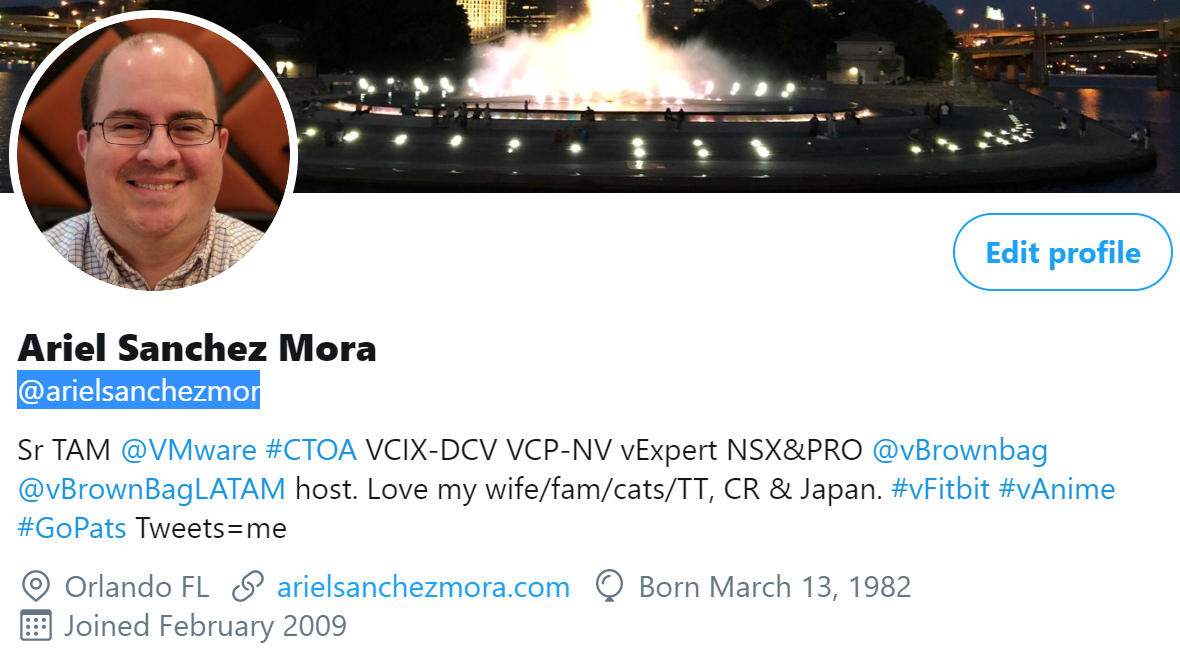 Edit profile
Ariel Sanchez Mora
@arielsanchezmor
Sr TAM @VMware #CTOA VCIX-DCV VCP-NV vExpert NSX&PRO @vBrownbag
@vBrownBagLATAM host. Love my wife/fam/cats/TT, CR & Japan. #vFitbit #vAnime
#GoPats Tweets=me
Orlando FL arielsanchezmora.com Born March 13, 1982
Joined February 2009